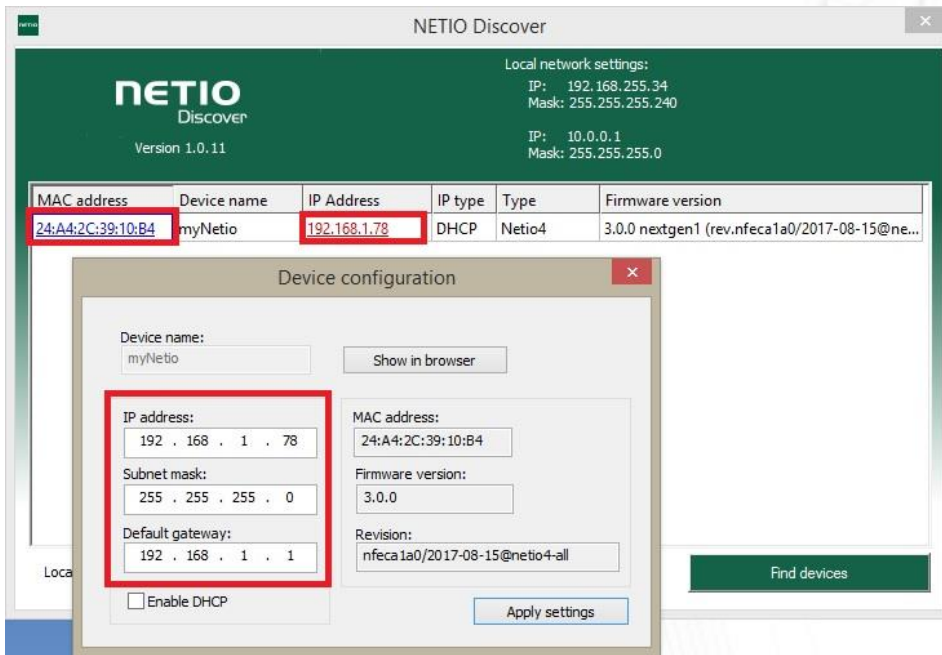 NETIO
NETIO Discover
NETIO
Discover
Version 1.0.11
Local network settings:
IP: 192.168.255.34
Mask: 255.255.255.240
IP: 10.0.0.1
Mask: 255.255.255.0
MAC address Device name IP Address IP type Type Firmware version
24:A4:2C:39:10:B4 myNetio 192.168.1.78 DHCP Netio4 3.0.0 nextgen1 (rev.nfeca1a0/2017-08-15@ne...
Device configuration
Device name:
myNetio
Show in browser
IP address:
192 . 168 . 1 . 78
Subnet mask:
255 . 255 . 255 . 0
Default gateway:
192 . 168 . 1 . 1
Enable DHCP
MAC address:
24:A4:2C:39:10:B4
Firmware version:
3.0.0
Revision:
nfeca1a0/2017-08-15@netio4-all
Apply settings
Loca
Find devices